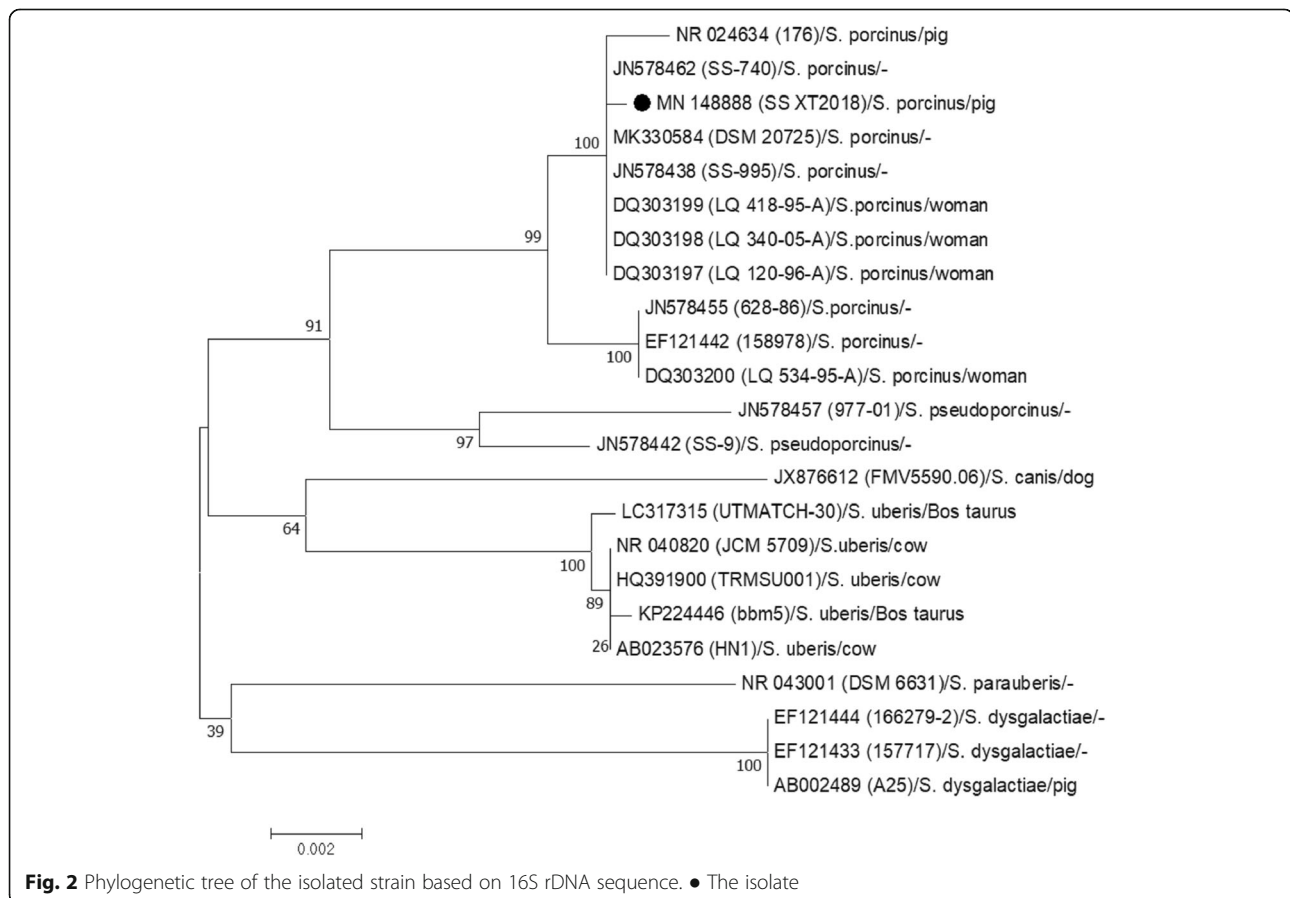 NR 024634 (176)/S. porcinus/pig
JN578462 (SS-740)/S. porcinus/-
● MN 148888 (SS XT2018)/S. porcinus/pig
MK330584 (DSM 20725)/S. porcinus/-
100
JN578438 (SS-995)/S. porcinus/-
DQ303199 (LQ 418-95-A)/S.porcinus/woman
99
DQ303198 (LQ 340-05-A)/S.porcinus/woman
DQ303197 (LQ 120-96-A)/S. porcinus/woman
JN578455 (628-86)/S.porcinus/-
91
EF121442 (158978)/S. porcinus/-
100
DQ303200 (LQ 534-95-A)/S. porcinus/woman
JN578457 (977-01)/S. pseudoporcinus/-
97
JN578442 (SS-9)/S. pseudoporcinus/-
JX876612 (FMV5590.06)/S. canis/dog
64
LC317315 (UTMATCH-30)/S. uberis/Bos taurus
NR 040820 (JCM 5709)/S.uberis/cow
100
HQ391900 (TRMSU001)/S. uberis/cow
89
KP224446 (bbm5)/S. uberis/Bos taurus
26
AB023576 (HN1)/S. uberis/cow
NR 043001 (DSM 6631)/S. parauberis/-
39
EF121444 (166279-2)/S. dysgalactiae/-
EF121433 (157717)/S. dysgalactiae/-
100
AB002489 (A25)/S. dysgalactiae/pig
0.002
Fig. 2 Phylogenetic tree of the isolated strain based on 16S rDNA sequence. ● The isolate